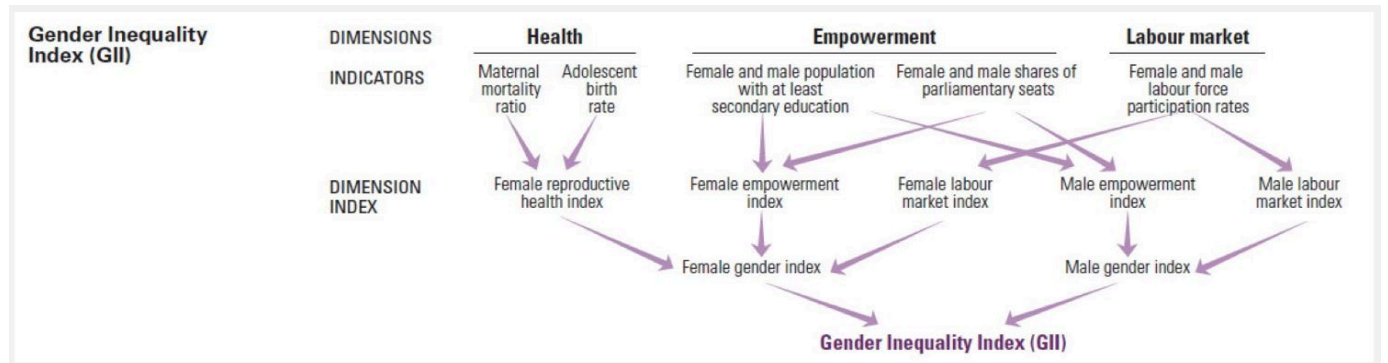 Gender Inequality
Index (GII)
DIMENSIONS
Health
Empowerment
Labour market
INDICATORS
Maternal
mortality
ratio
Adolescent
birth
rate
Female and male population
with at least
secondary education
Female and male shares of
parliamentary seats
Female and male
labour force
participation rates
DIMENSION
INDEX
Female reproductive
health index
Female empowerment
index
Female labour
market index
Male empowerment
index
Male labour
market index
Female gender index
Male gender index
Gender Inequality Index (GII)